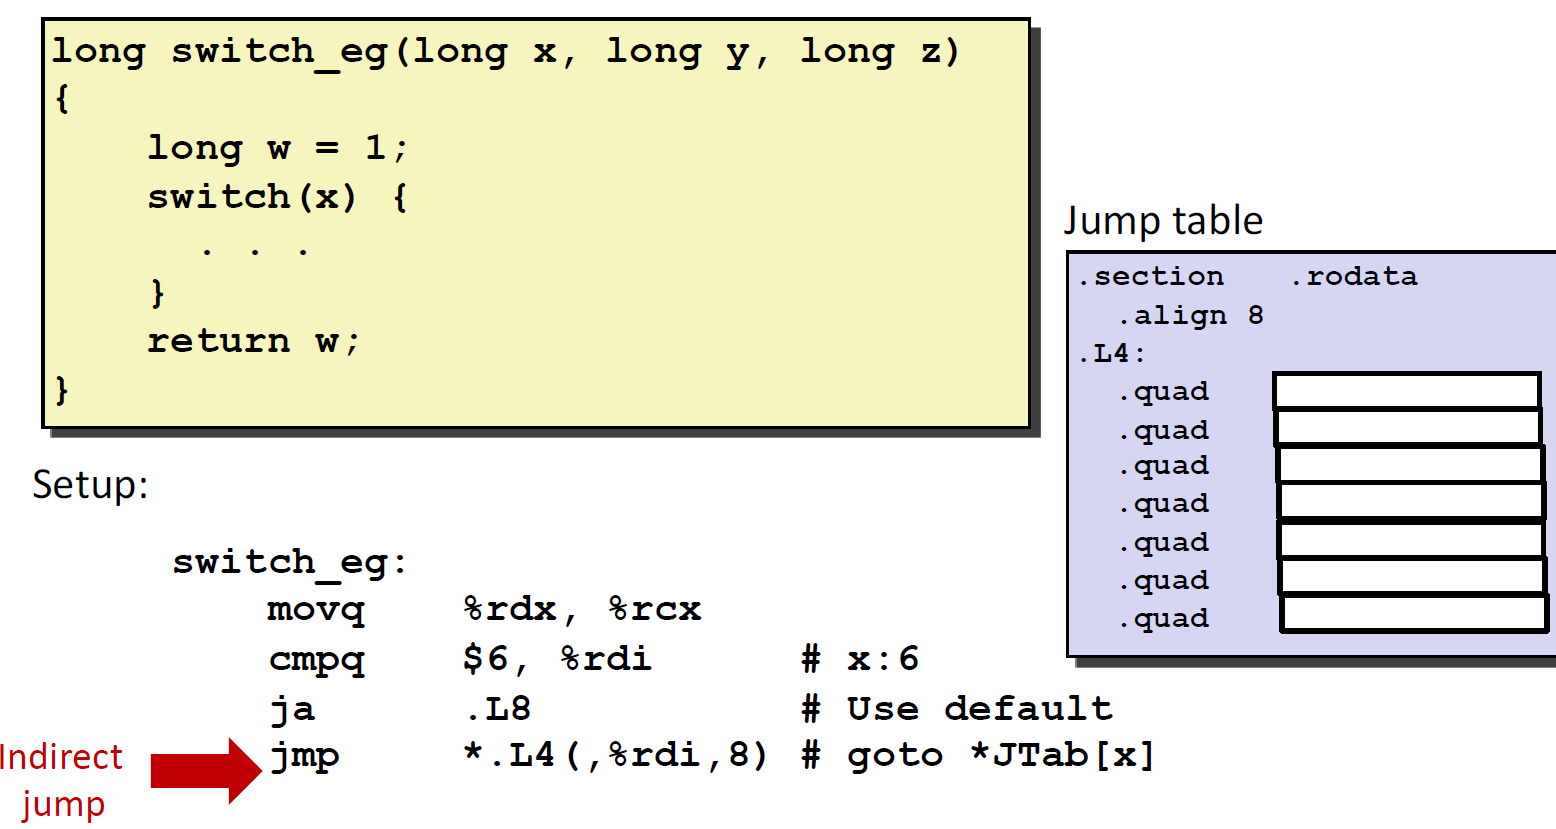 long switch_eg(long x, long y, long z)
{
long w = 1;
switch(x) {
. . .
}
return w;
}
Jump table
.section .rodata
.align 8
.L4:
.quad
.quad
.quad
.quad
.quad
.quad
.quad
Setup:
switch_eg:
movq %rdx, %rcx
cmpq $6, %rdi # x:6
ja .L8 # Use default
jmp *.L4(,%rdi,8) # goto *JTab[x]
Indirect
jump